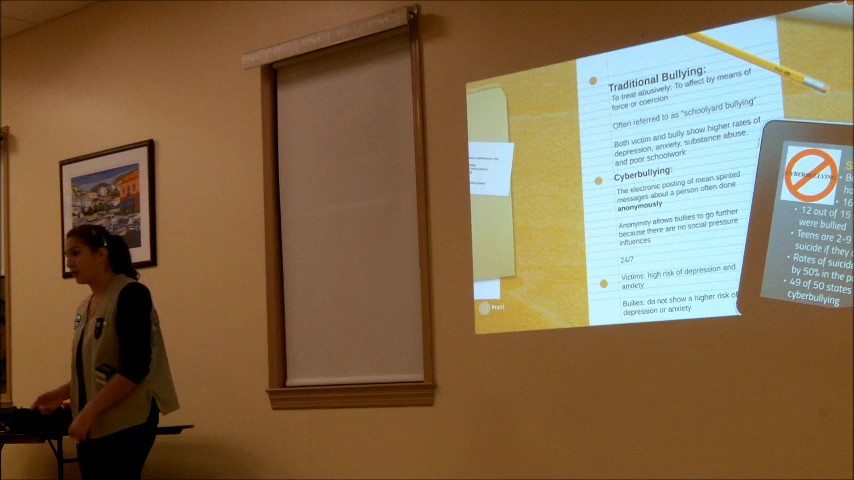 Traditional Bullying:
To treat abusively; To affect by means of
force or coercion
Often referred to as "schoolyard bullying"
Both victim and bully show higher rates of
depression, anxiety, substance abuse,
and poor schoolwork
Cyberbullying:
The electronic posting of mean spirited
messages about a person often done
anonymously
Anonymity allows bullies to go further
because there are no social pressure
influences
24/7
Victims: high risk of depression and
anxiety
Bullies: do not show a higher risk of
depression or anxiety
Prezi
CYBERBULLYING
• 16
• 12 out of 15
were bullied
• Teens are 2-9
suicide if they
• Rates of suicide
by 50% in the
• 49 of 50 states
cyberbullying